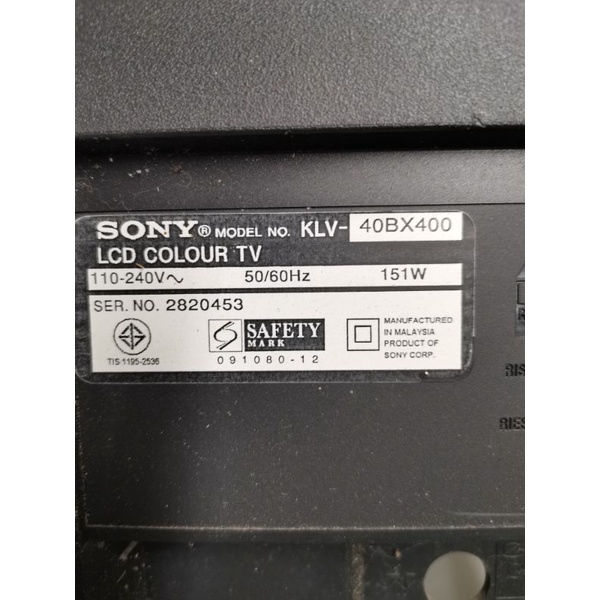 SONY® MODEL NO. KLV-40BX400
LCD COLOUR TV
110-240V~ 50/60Hz 151W
SER. NO. 2820453
TIS-1195-2536
SAFETY
MARK
091080-12
MANUFACTURED
IN MALAYSIA
PRODUCT OF
SONY CORP.